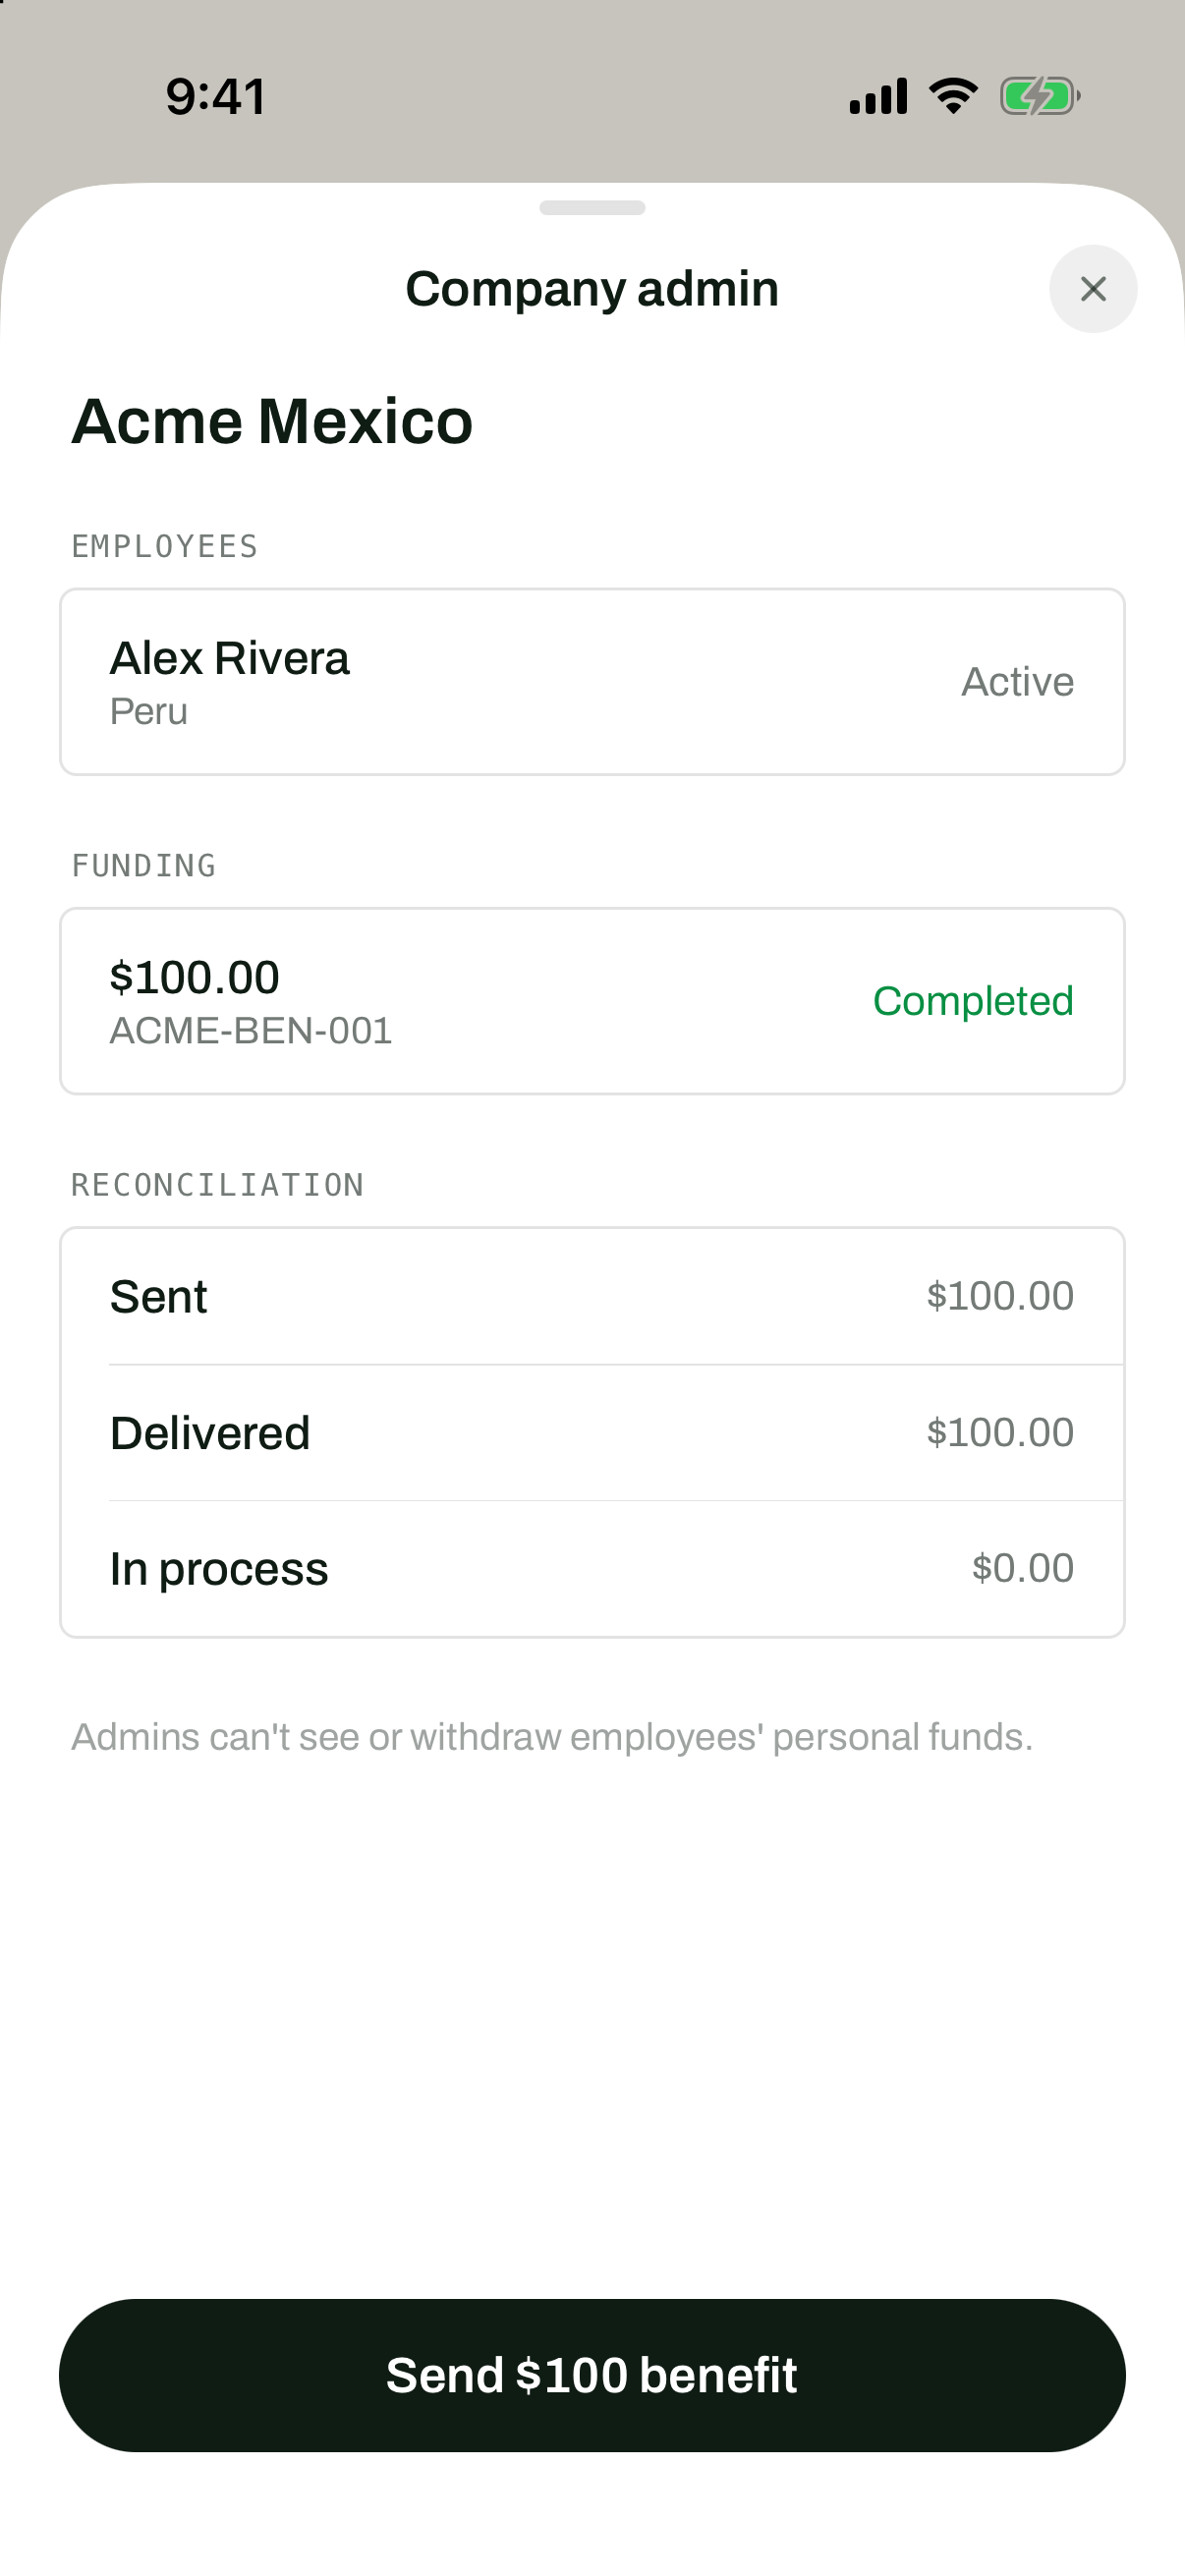 9:41
Company admin
Acme Mexico
EMPLOYEES
Alex Rivera
Peru
Active
FUNDING
$100.00
ACME-BEN-001
Completed
RECONCILIATION
Sent $100.00
Delivered $100.00
In process $0.00
Admins can't see or withdraw employees' personal funds.
Send $100 benefit